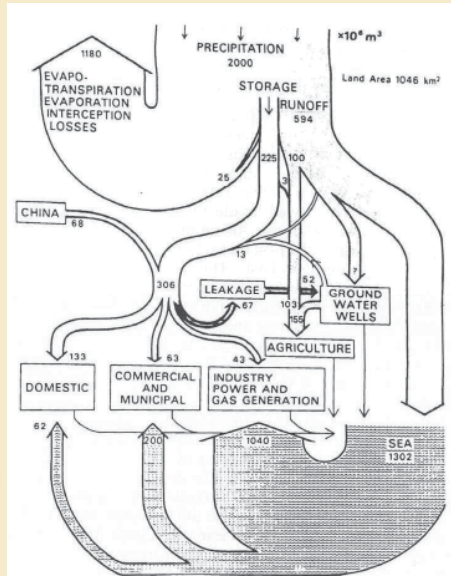 ×10⁶ m³
PRECIPITATION
2000
1180
Land Area 1046 km²
EVAPO-
TRANSPIRATION
EVAPORATION
INTERCEPTION
LOSSES
STORAGE
RUNOFF
594
225
100
25
3
CHINA
68
13
?
306
LEAKAGE
52
67
103
GROUND
WATER
WELLS
155
AGRICULTURE
133
63
43
DOMESTIC
COMMERCIAL
AND
MUNICIPAL
INDUSTRY
POWER AND
GAS GENERATION
62
200
1040
SEA
1302